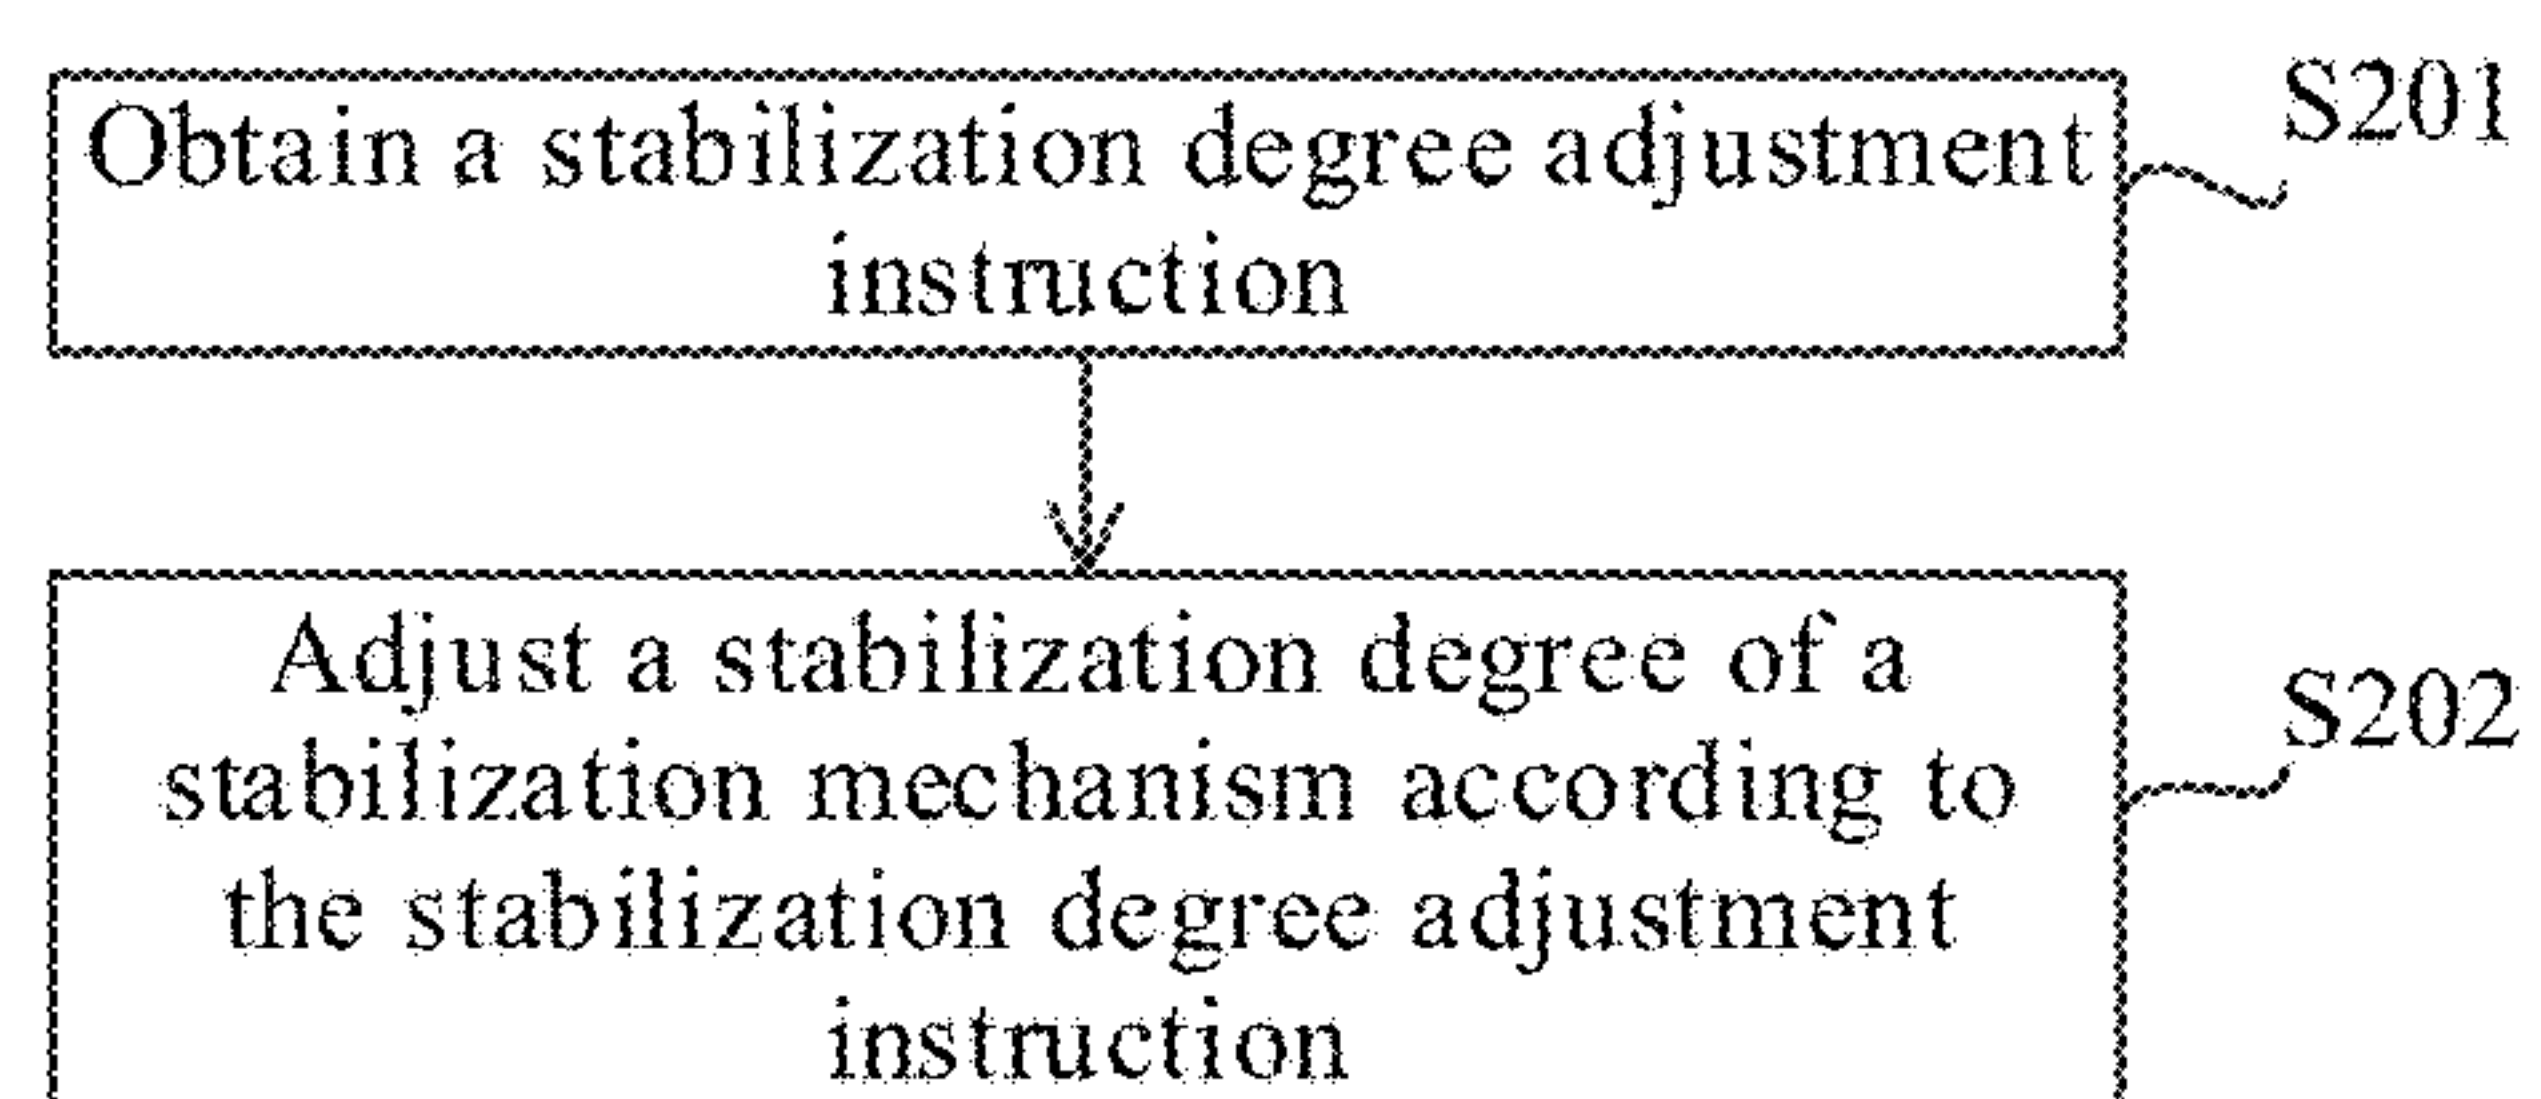 S201
Obtain a stabilization degree adjustment
instruction
Adjust a stabilization degree of a
S202
stabilization mechanism according to
the stabilization degree adjustment
instruction